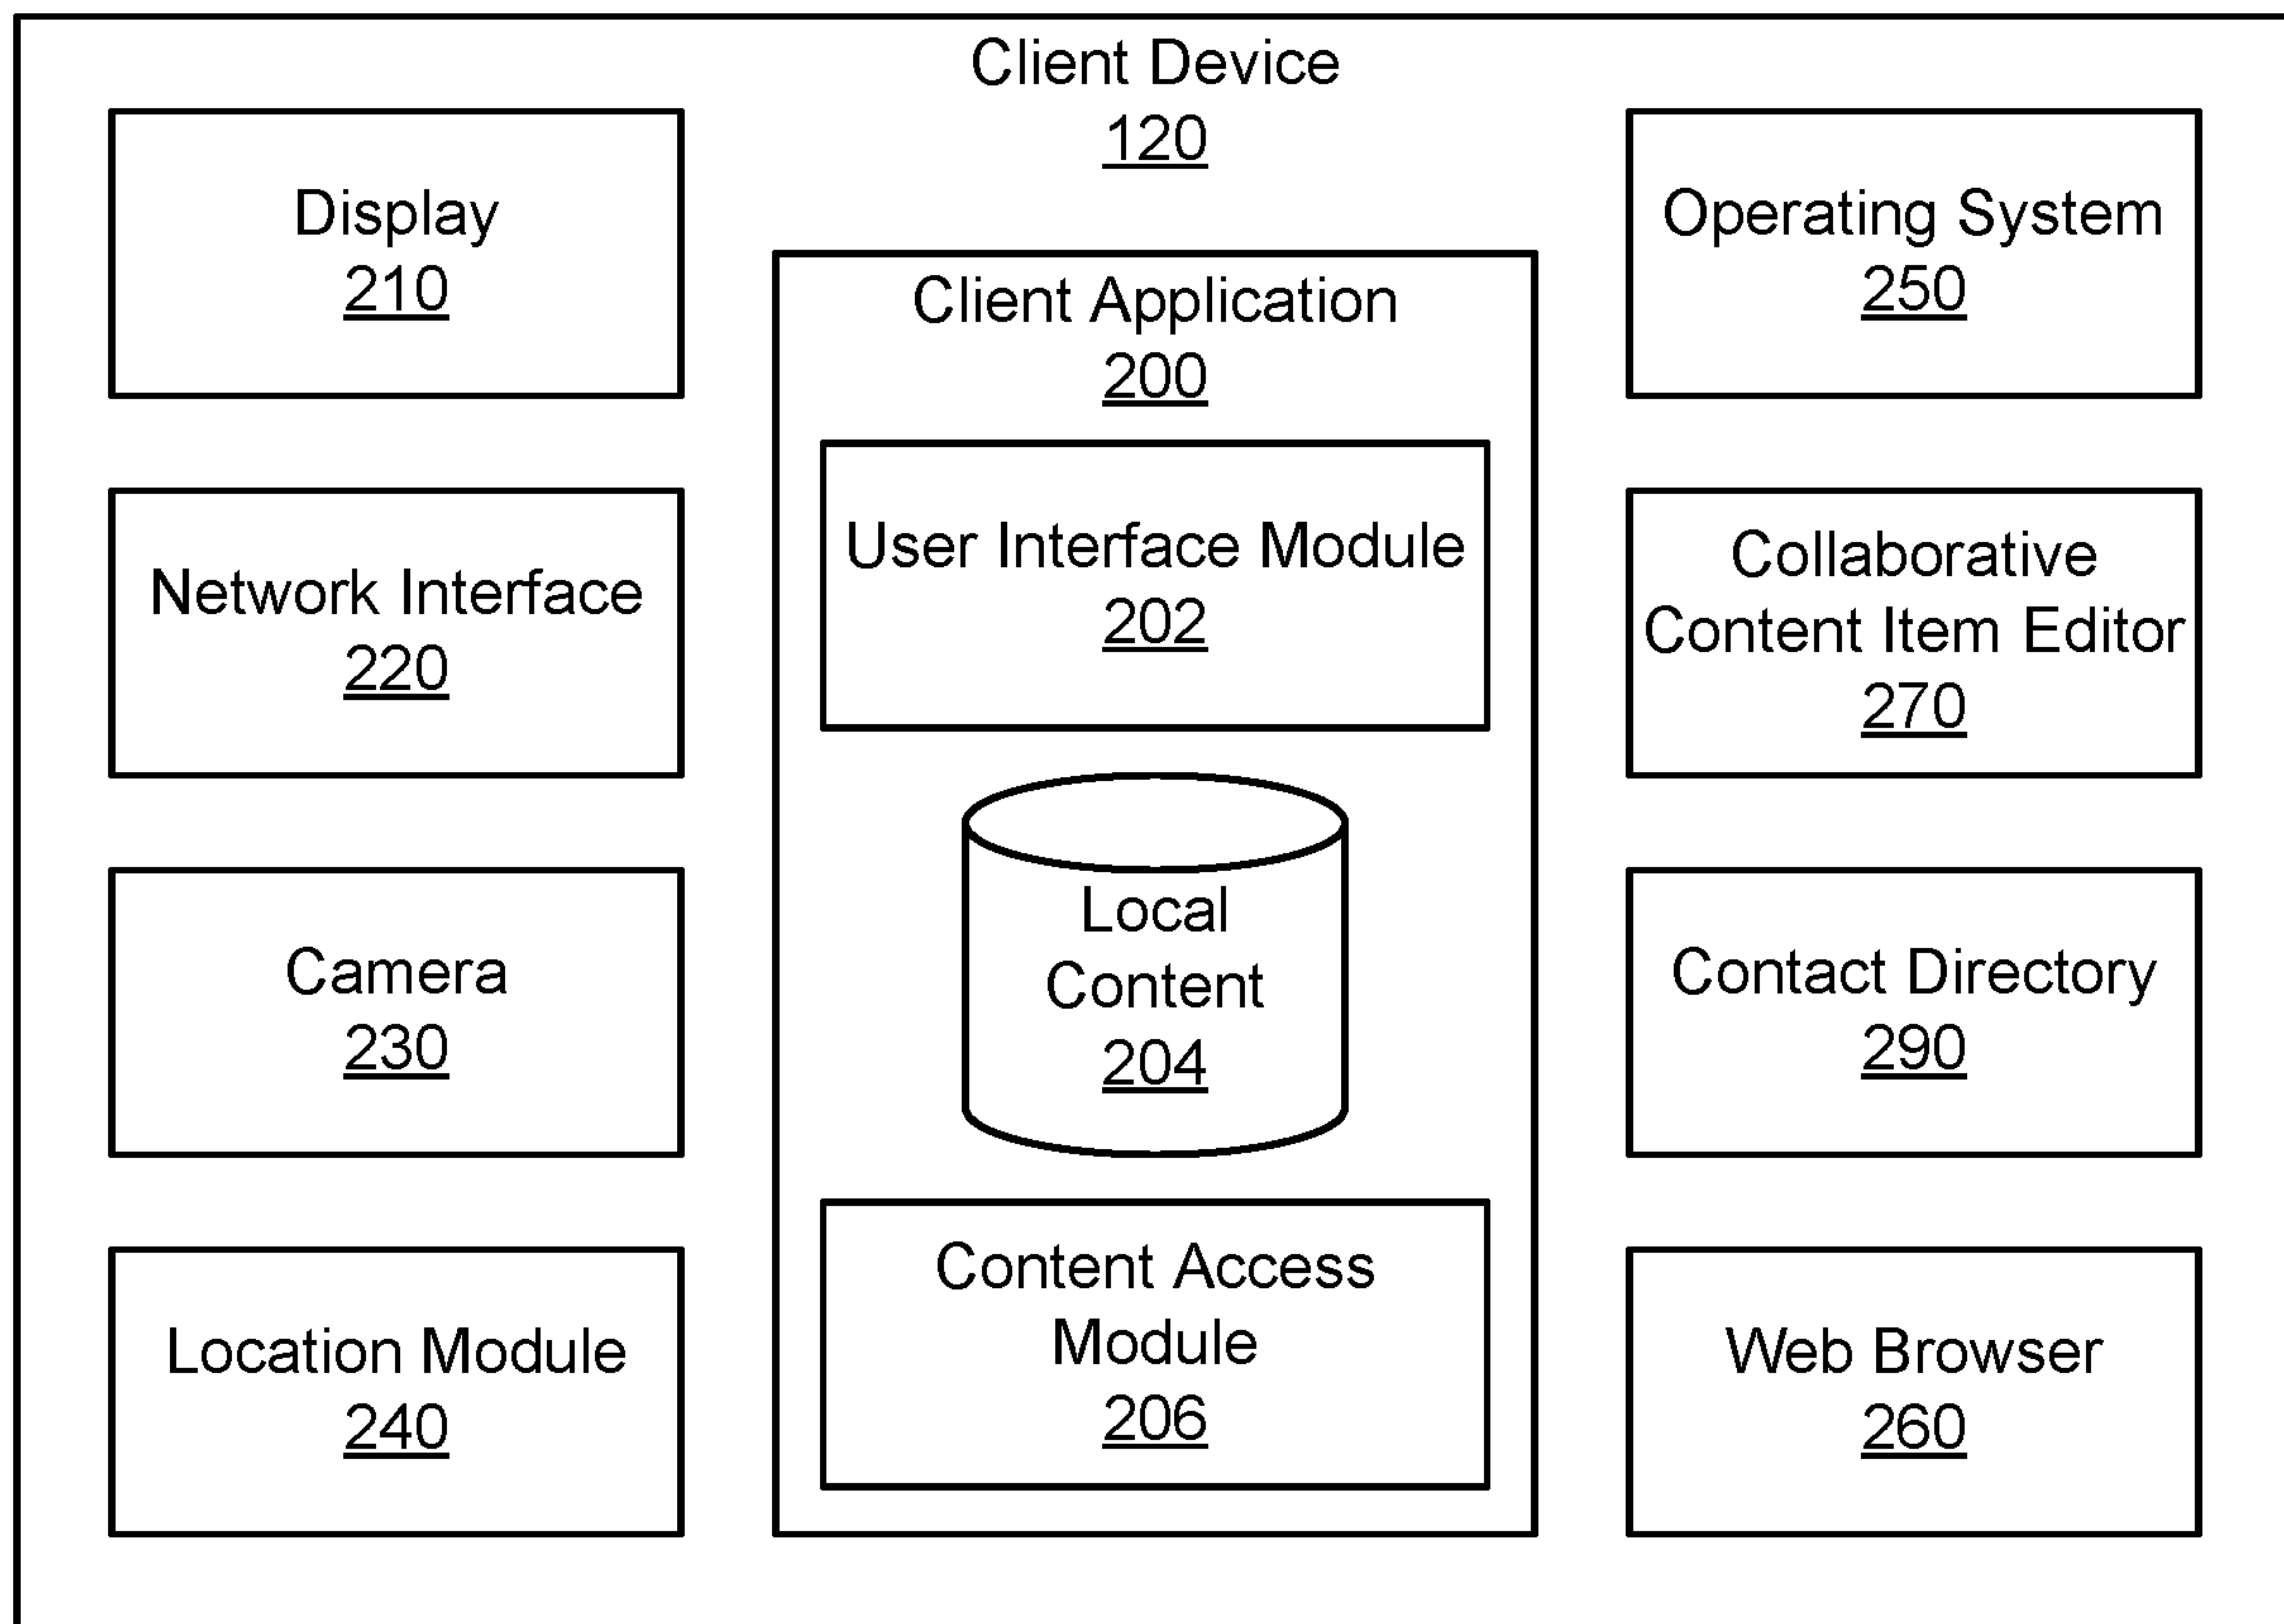 Client Device
120
Display
210
Network Interface
220
Camera
230
Location Module
240
Client Application
200
User Interface Module
202
Local
Content
204
Content Access
Module
206
Operating System
250
Collaborative
Content Item Editor
270
Contact Directory
290
Web Browser
260